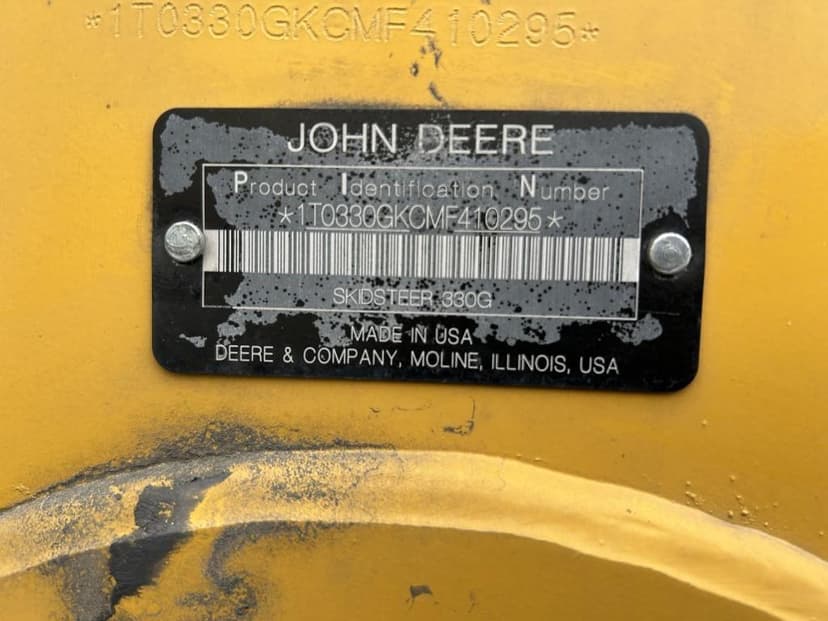 *1T0330GKCMF410295*
JOHN DEERE
Product Identification Number
*1T0330GKCMF410295*
SKIDSTEER 330G
MADE IN USA
DEERE & COMPANY, MOLINE, ILLINOIS, USA